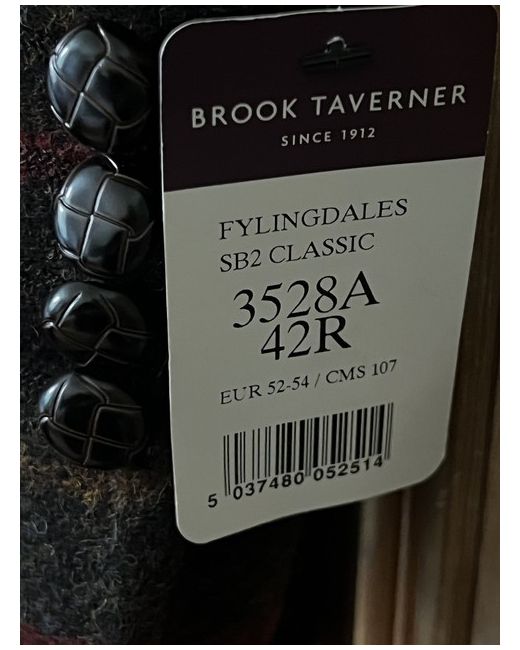 BROOK TAVERNER
SINCE 1912
FYLINGDALES
SB2 CLASSIC
3528A
42R
EUR 52-54 / CMS 107
5 037480 052514